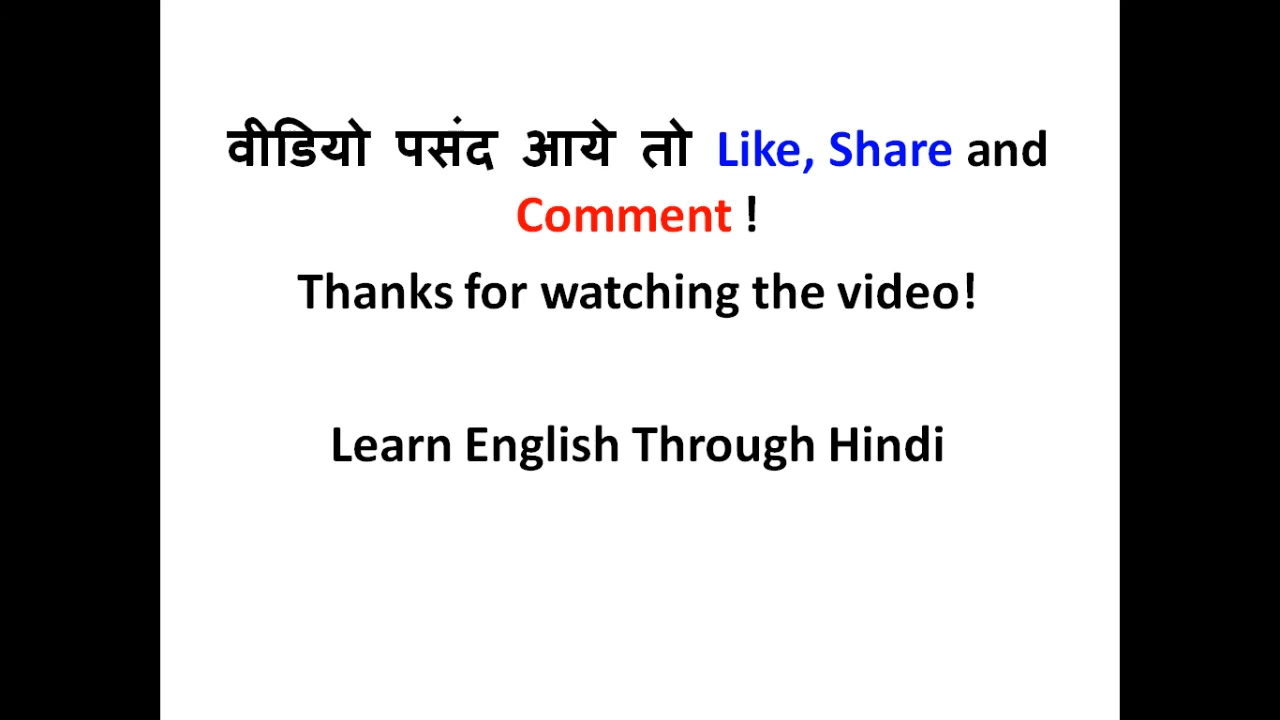 वीडियो पसंद आये तो Like, Share and
Comment !
Thanks for watching the video!
Learn English Through Hindi